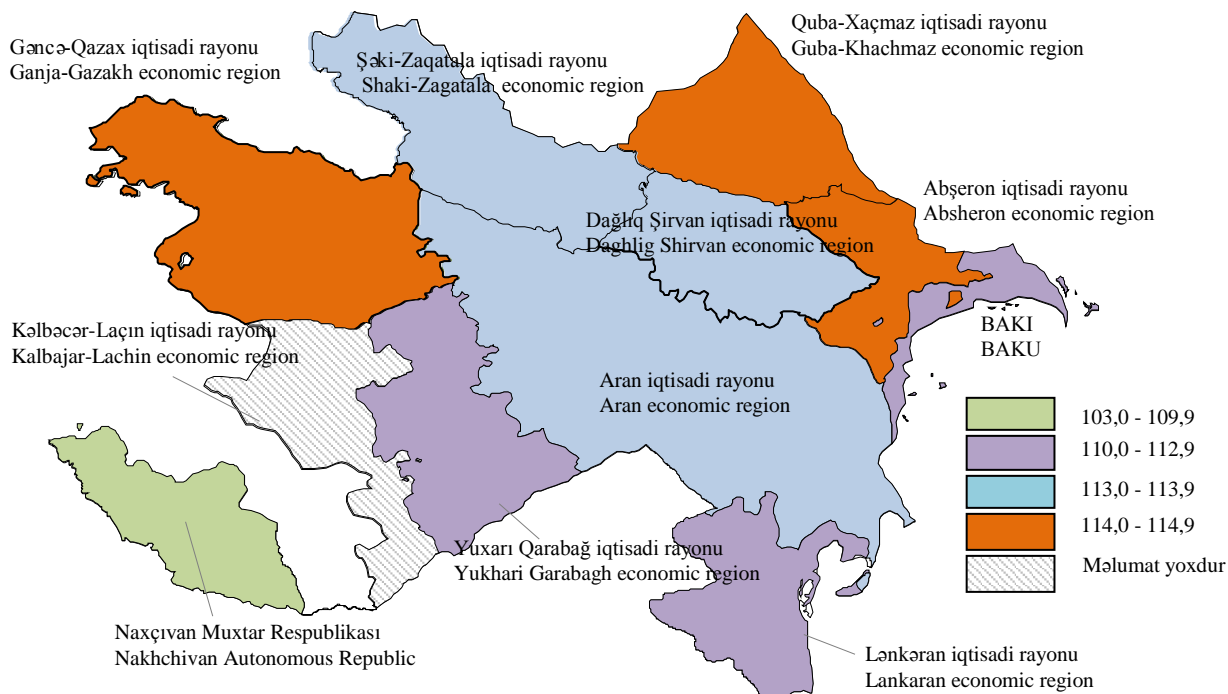 Gəncə-Qazax iqtisadi rayonu
Ganja-Gazakh economic region
Şəki-Zaqatala iqtisadi rayonu
Shaki-Zagatala economic region
Quba-Xaçmaz iqtisadi rayonu
Guba-Khachmaz economic region
Abşeron iqtisadi rayonu
Absheron economic region
Dağlıq Şirvan iqtisadi rayonu
Daghlig Shirvan economic region
Kəlbəcər-Laçın iqtisadi rayonu
Kalbajar-Lachin economic region
BAKI
BAKU
Aran iqtisadi rayonu
Aran economic region
103,0 - 109,9
110,0 - 112,9
113,0 - 113,9
114,0 - 114,9
Məlumat yoxdur
Yuxarı Qarabağ iqtisadi rayonu
Yukhari Garabagh economic region
Naxçıvan Muxtar Respublikası
Nakhchivan Autonomous Republic
Lənkəran iqtisadi rayonu
Lankaran economic region